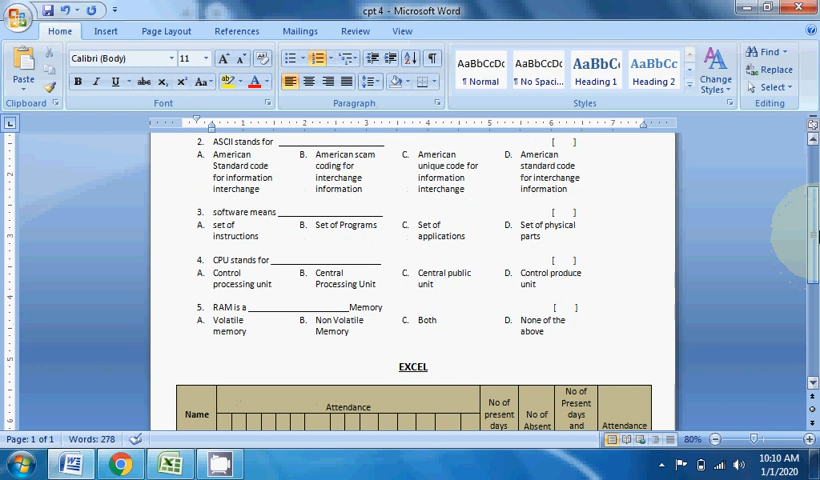 cpt 4 - Microsoft Word
Home Insert Page Layout References Mailings Review View
Paste
Calibri (Body) 11
AaBbCcDc AaBbCcDc AaBbCc AaBbCc
¶ Normal ¶ No Spaci... Heading 1 Heading 2
Change Styles
Find
Replace
Select
Clipboard Font Paragraph Styles Editing
1 2 3 4 5 6 7
2. ASCII stands for ____________________ [ ]
A. American Standard code for information interchange
B. American scam coding for interchange information
C. American unique code for information interchange
D. American standard code for interchange information
3. software means ____________________ [ ]
A. set of instructions
B. Set of Programs
C. Set of applications
D. Set of physical parts
4. CPU stands for ____________________ [ ]
A. Control processing unit
B. Central Processing Unit
C. Central public unit
D. Control produce unit
5. RAM is a ____________________Memory [ ]
A. Volatile memory
B. Non Volatile Memory
C. Both
D. None of the above
EXCEL
Name
Attendance
No of present days
No of Absent
No of Present days and
Attendance
Page: 1 of 1 Words: 278 80%
10:10 AM
1/1/2020